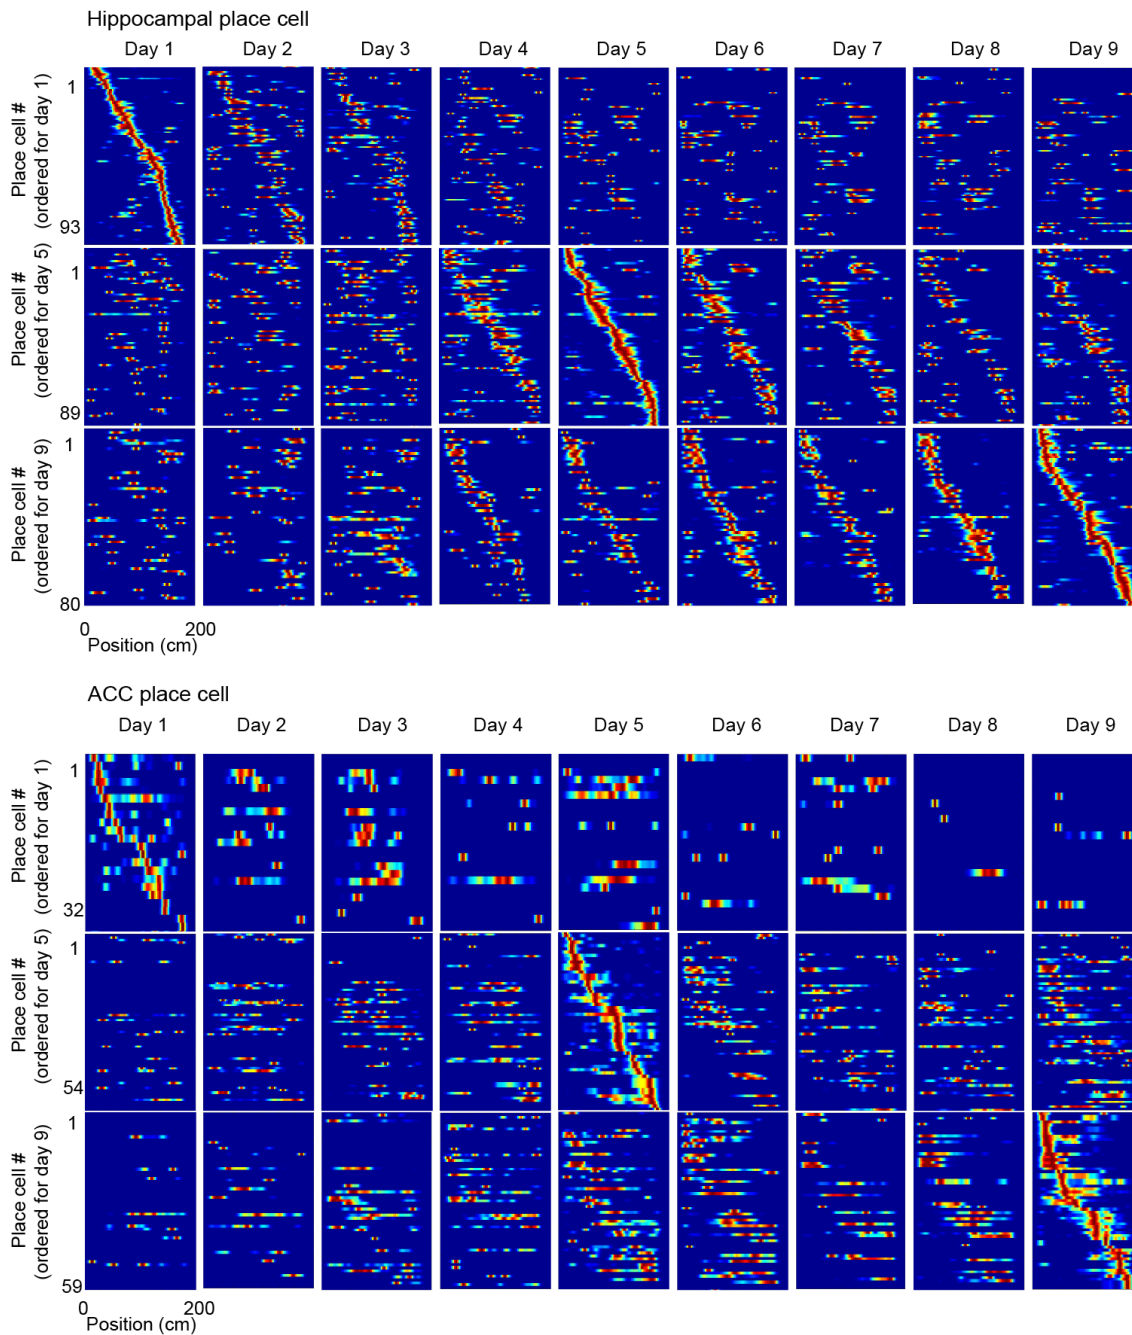 Hippocampal place cell
Day 1 Day 2 Day 3 Day 4 Day 5 Day 6 Day 7 Day 8 Day 9
Place cell #
(ordered for day 1)
1
93
Place cell #
(ordered for day 5)
1
89
Place cell #
(ordered for day 9)
1
80
0 200
Position (cm)
ACC place cell
Day 1 Day 2 Day 3 Day 4 Day 5 Day 6 Day 7 Day 8 Day 9
Place cell #
(ordered for day 1)
1
32
Place cell #
(ordered for day 5)
1
54
Place cell #
(ordered for day 9)
1
59
0 200
Position (cm)